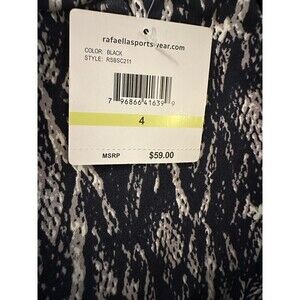 rafaellasportswear.com
COLOR: BLACK
STYLE: RSBSC211
7 96866 41639 9
4
MSRP $59.00